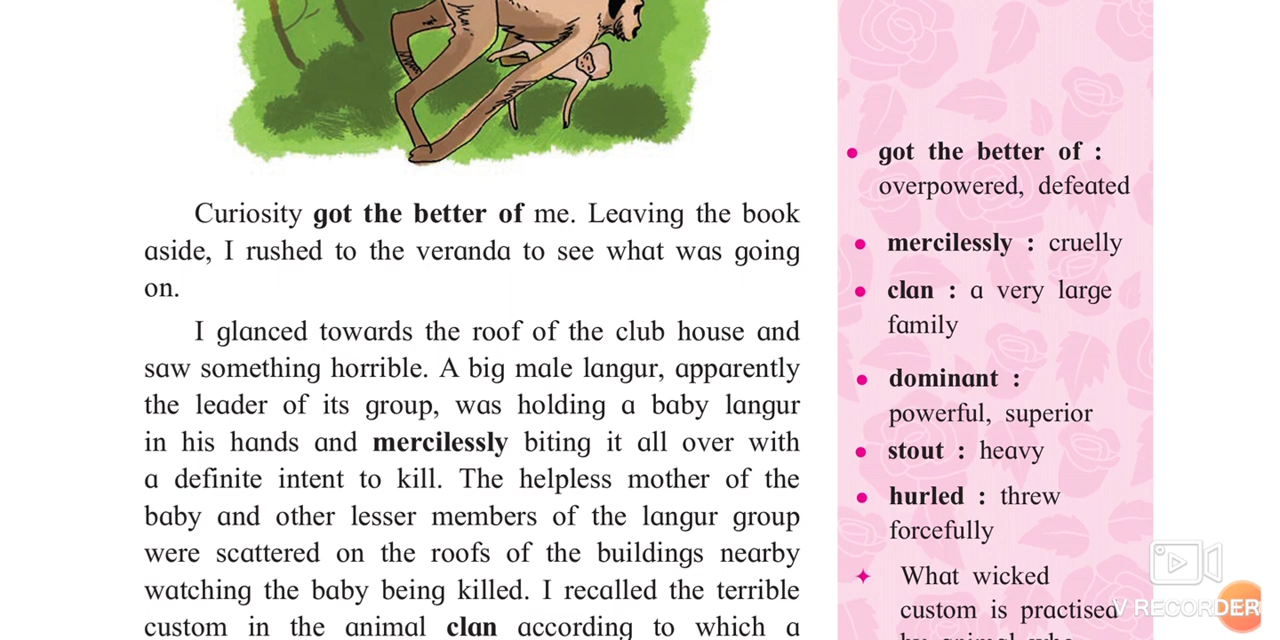 Curiosity got the better of me. Leaving the book
aside, I rushed to the veranda to see what was going
on.
I glanced towards the roof of the club house and
saw something horrible. A big male langur, apparently
the leader of its group, was holding a baby langur
in his hands and mercilessly biting it all over with
a definite intent to kill. The helpless mother of the
baby and other lesser members of the langur group
were scattered on the roofs of the buildings nearby
watching the baby being killed. I recalled the terrible
custom in the animal clan according to which a
• got the better of :
overpowered, defeated
• mercilessly : cruelly
• clan : a very large
family
• dominant :
powerful, superior
• stout : heavy
• hurled : threw
forcefully
✦ What wicked
custom is practised
V RECORDER